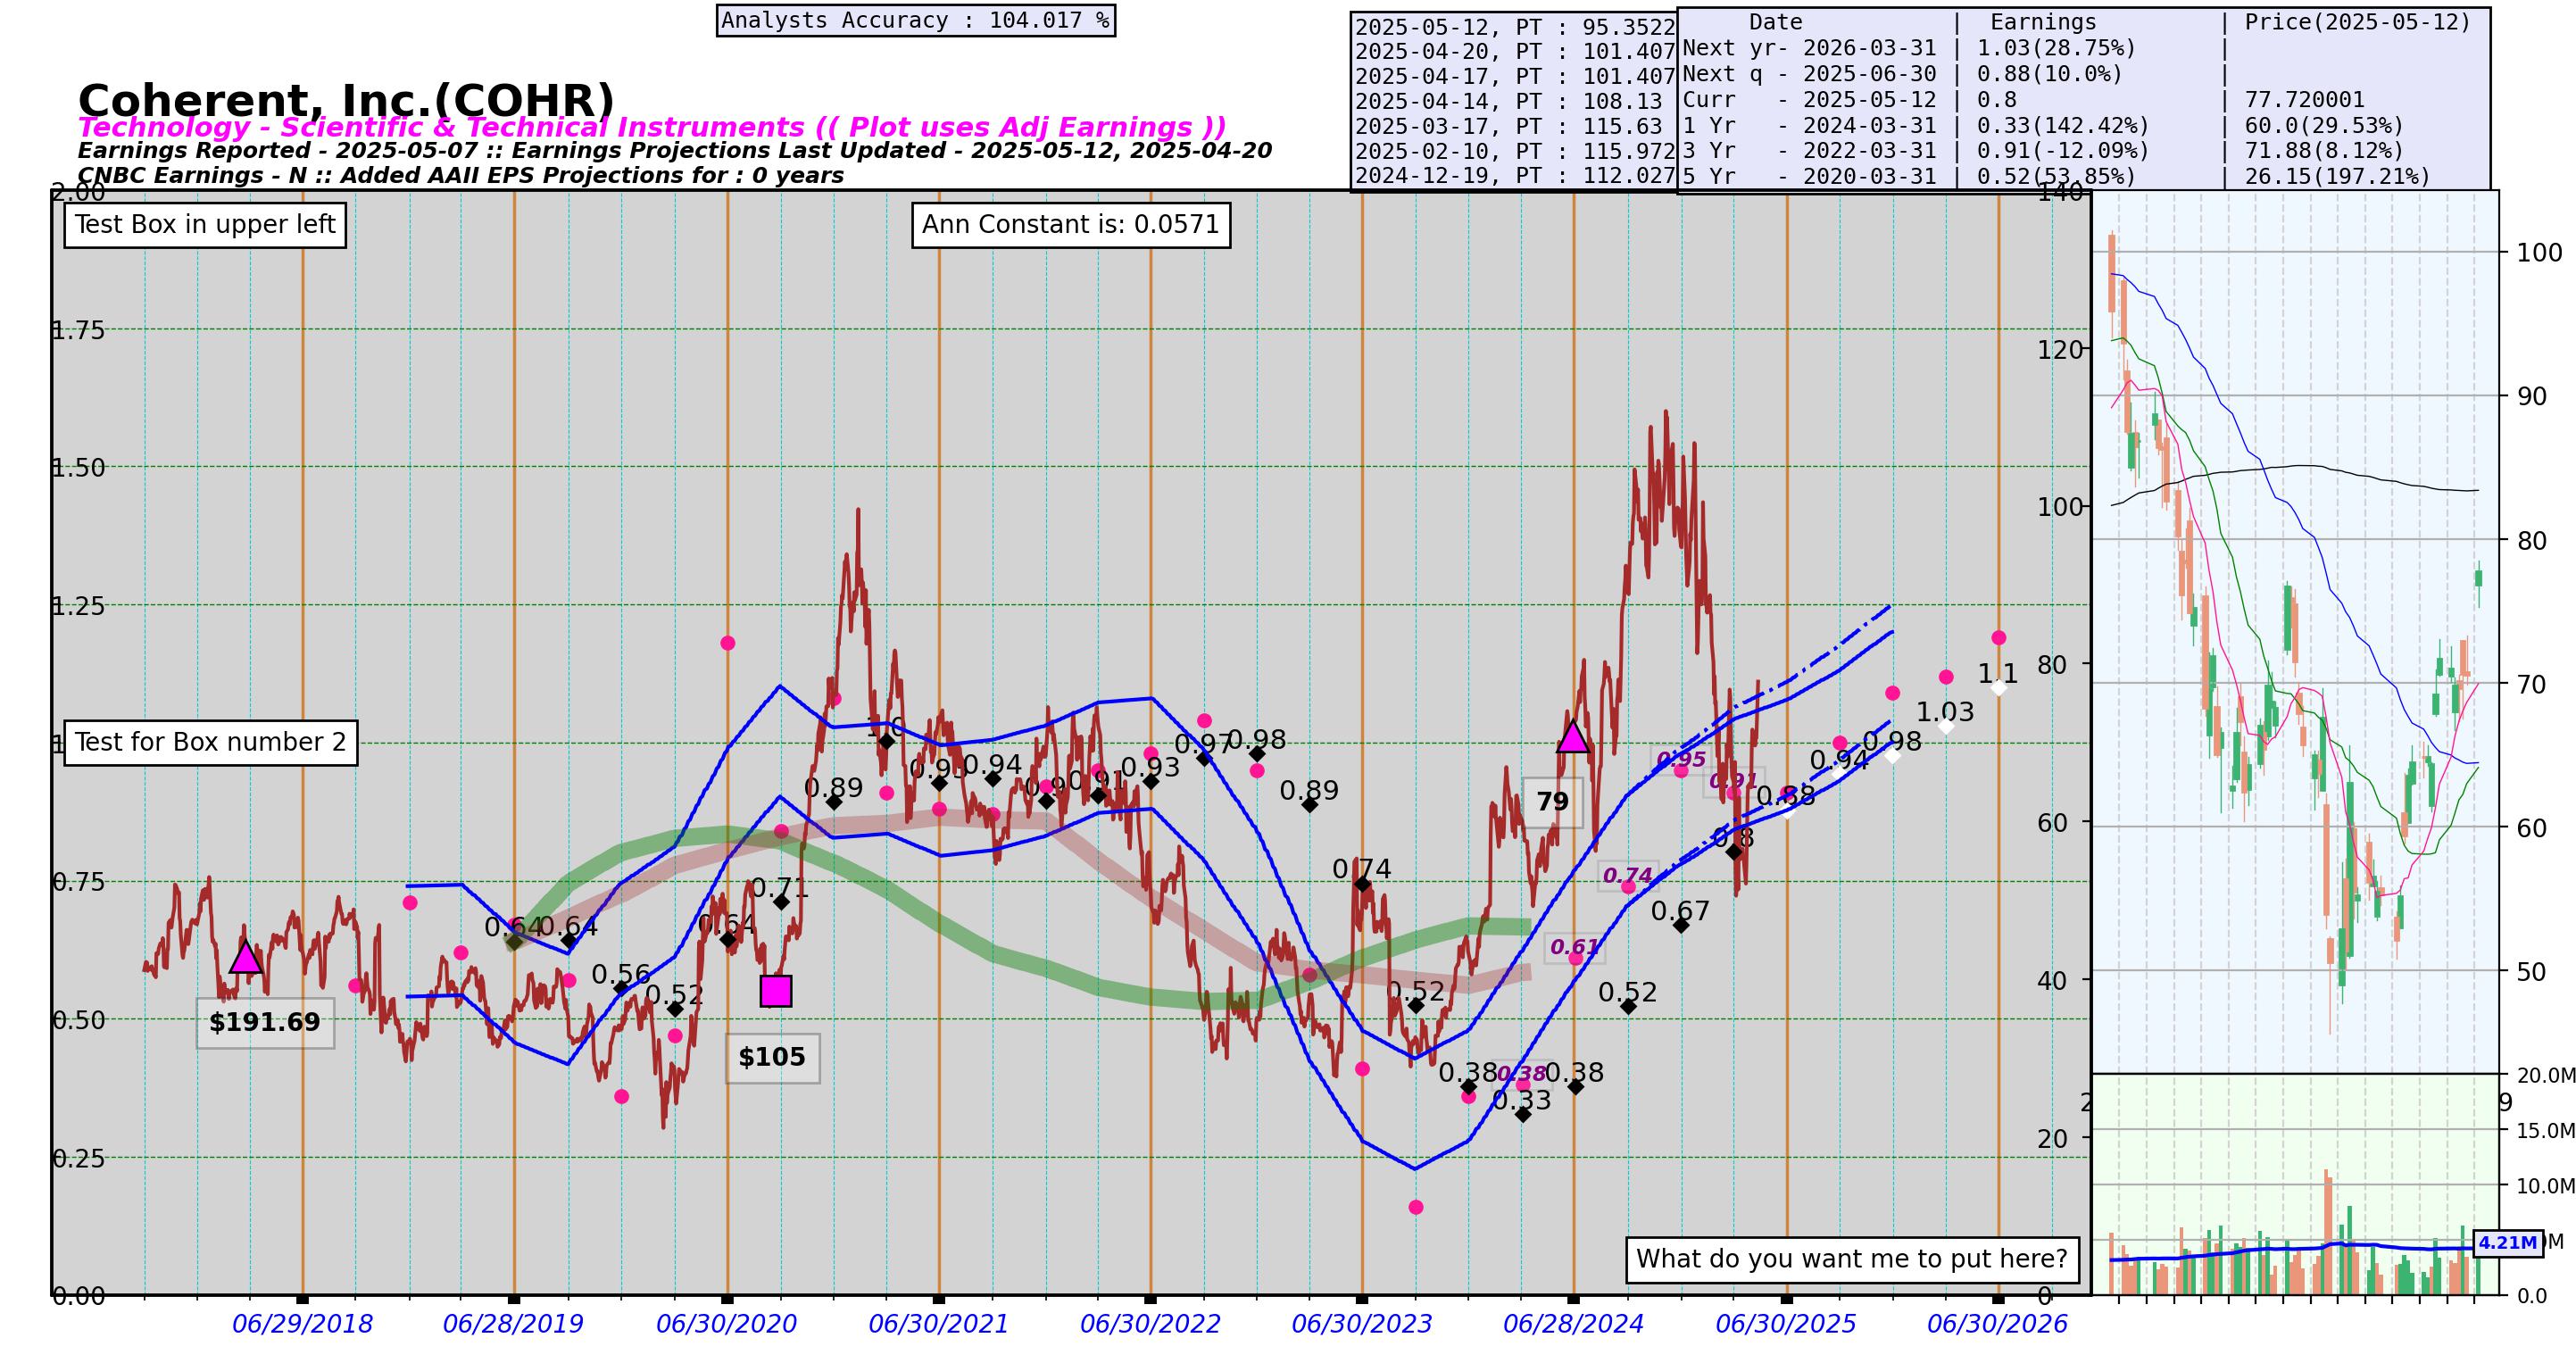 Analysts Accuracy : 104.017 %
2025-05-12, PT : 95.3522
2025-04-20, PT : 101.407
2025-04-17, PT : 101.407
2025-04-14, PT : 108.13
2025-03-17, PT : 115.63
2025-02-10, PT : 115.972
2024-12-19, PT : 112.027
Date | Earnings | Price(2025-05-12)
Next yr- 2026-03-31 | 1.03(28.75%) |
Next q - 2025-06-30 | 0.88(10.0%) |
Curr - 2025-05-12 | 0.8 | 77.720001
1 Yr - 2024-03-31 | 0.33(142.42%) | 60.0(29.53%)
3 Yr - 2022-03-31 | 0.91(-12.09%) | 71.88(8.12%)
5 Yr - 2020-03-31 | 0.52(53.85%) | 26.15(197.21%)
Coherent, Inc.(COHR)
Technology - Scientific & Technical Instruments (( Plot uses Adj Earnings ))
Earnings Reported - 2025-05-07 :: Earnings Projections Last Updated - 2025-05-12, 2025-04-20
CNBC Earnings - N :: Added AAII EPS Projections for : 0 years
2.00
1.75
1.50
1.25
0.75
0.50
0.25
0.00
Test Box in upper left
Ann Constant is: 0.0571
Test for Box number 2
What do you want me to put here?
$191.69
$105
79
0.64
0.64
0.56
0.52
0.64
0.71
0.89
1.0
0.93
0.94
0.9
0.91
0.93
0.97
0.98
0.89
0.74
0.52
0.38
0.38
0.33
0.38
0.61
0.74
0.52
0.95
0.67
0.91
0.8
0.88
0.94
0.98
1.03
1.1
140
120
100
80
60
40
20
0
100
90
80
70
60
50
20.0M
15.0M
10.0M
4.21M
0.0
06/29/2018
06/28/2019
06/30/2020
06/30/2021
06/30/2022
06/30/2023
06/28/2024
06/30/2025
06/30/2026